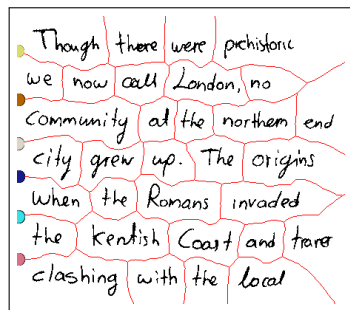 Though there were prehistoric
we now call London, no
community at the northern end
city grew up. The origins
when the Romans invaded
the Kentish Coast and
clashing with the local